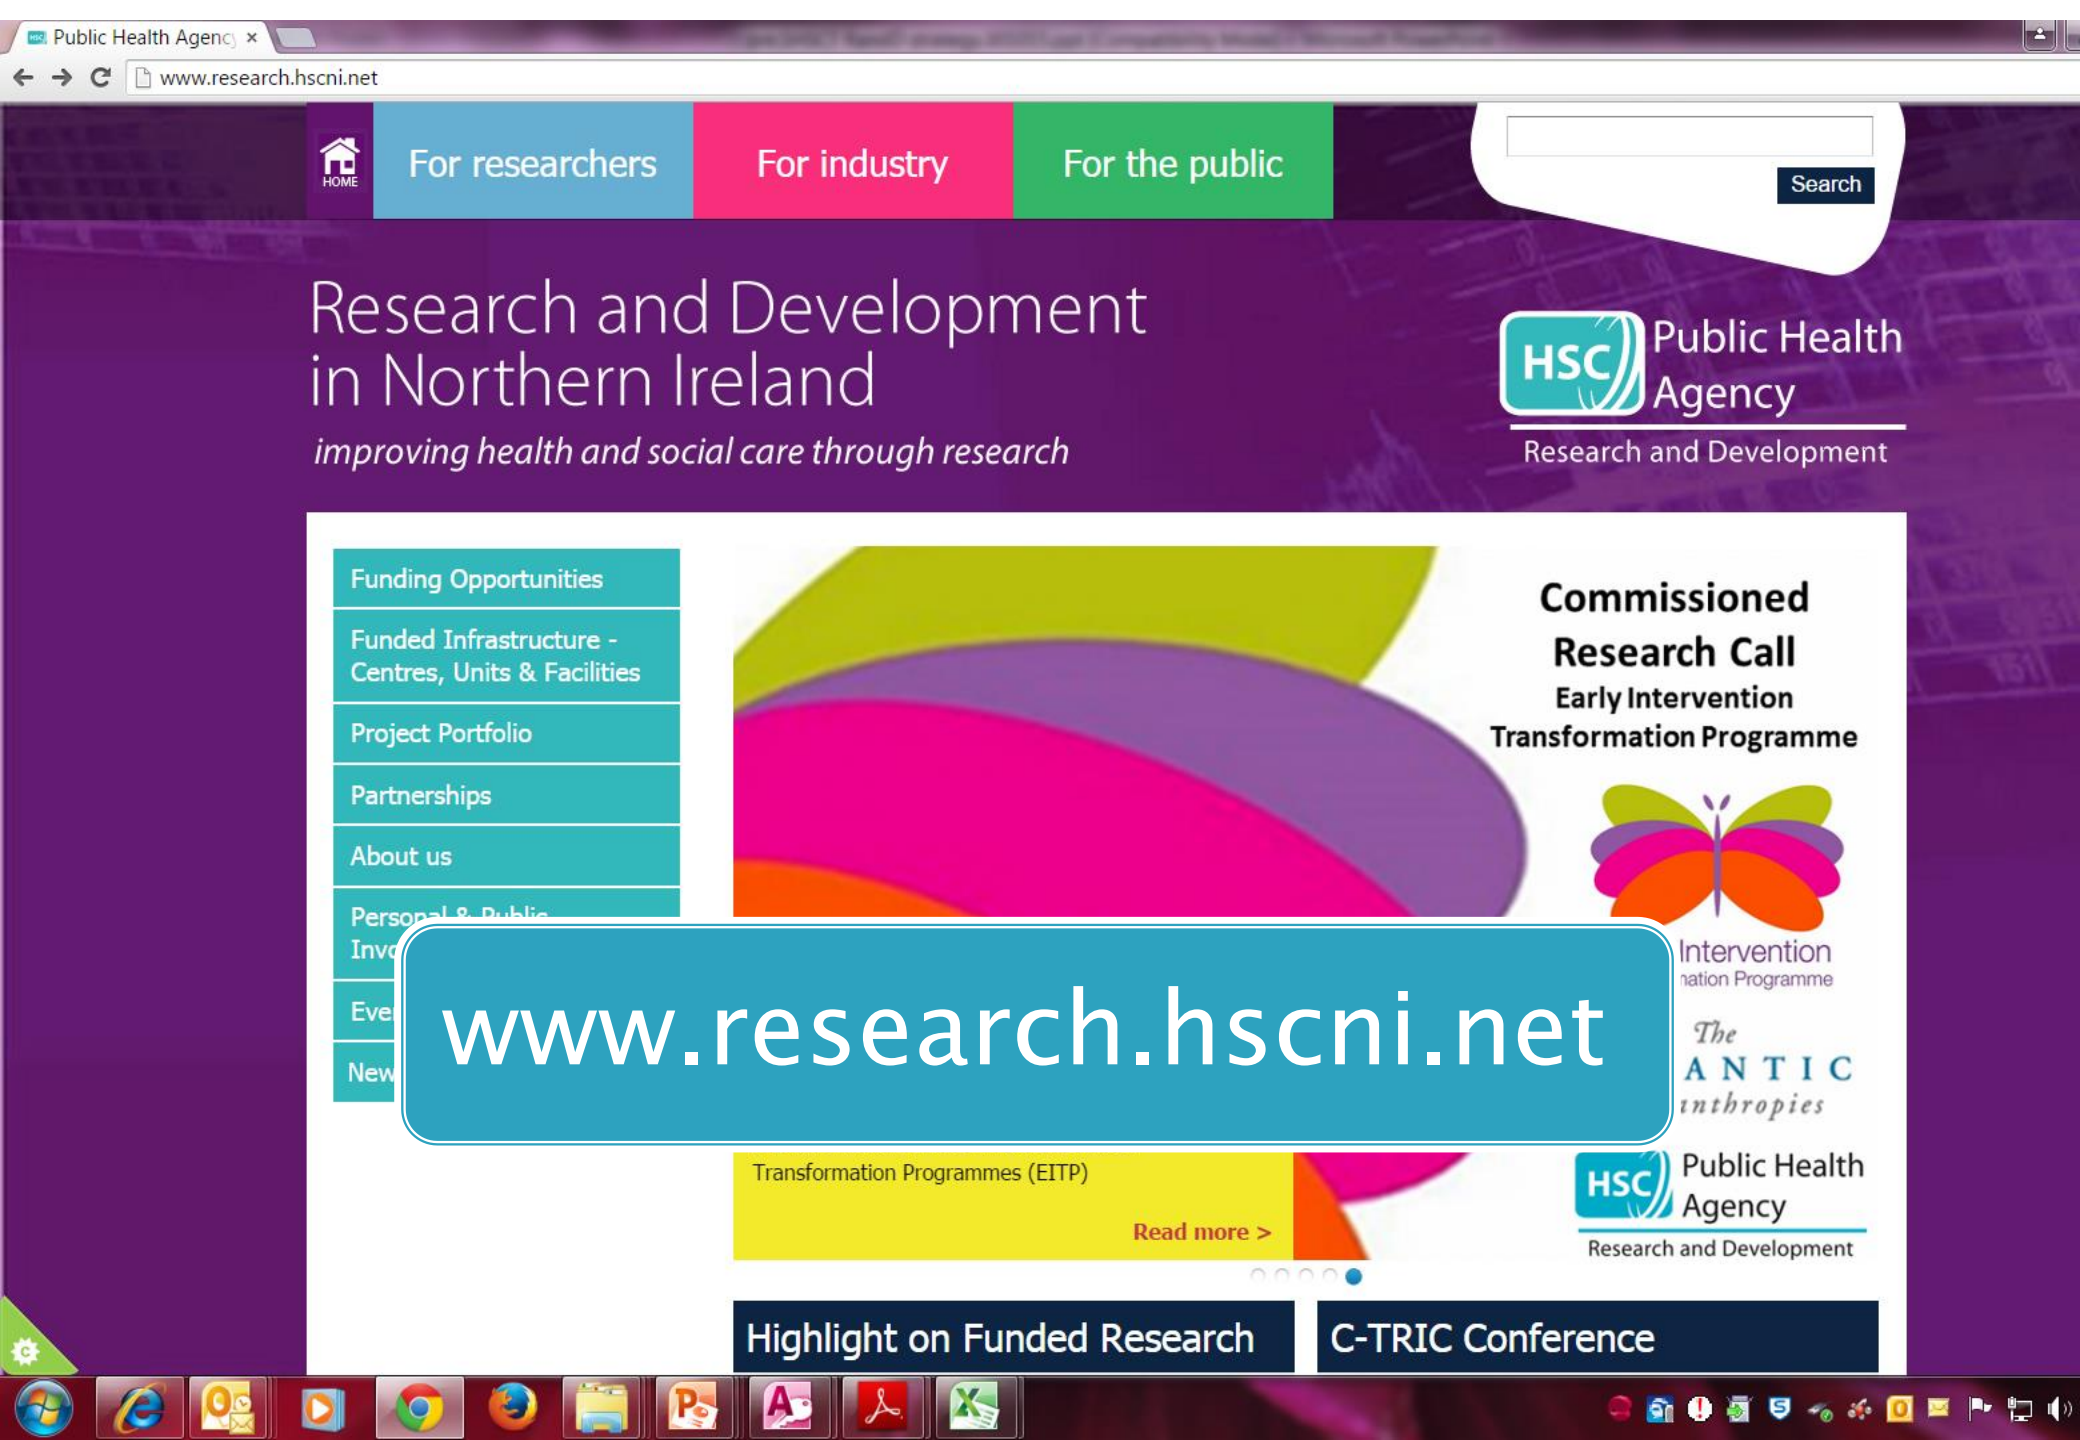 Public Health Agenc
www.research.hscni.net
HOME
For researchers
For industry
For the public
Search
Research and Development
in Northern Ireland
improving health and social care through research
HSC
Public Health
Agency
Research and Development
Funding Opportunities
Funded Infrastructure -
Centres, Units & Facilities
Project Portfolio
Partnerships
About us
Personal & Public
Commissioned
Research Call
Early Intervention
Transformation Programme
Intervention
Programme
www.research.hscni.net
The
Transformation Programmes (EITP)
Read more >
HSC
Public Health
Agency
Research and Development
Highlight on Funded Research
C-TRIC Conference